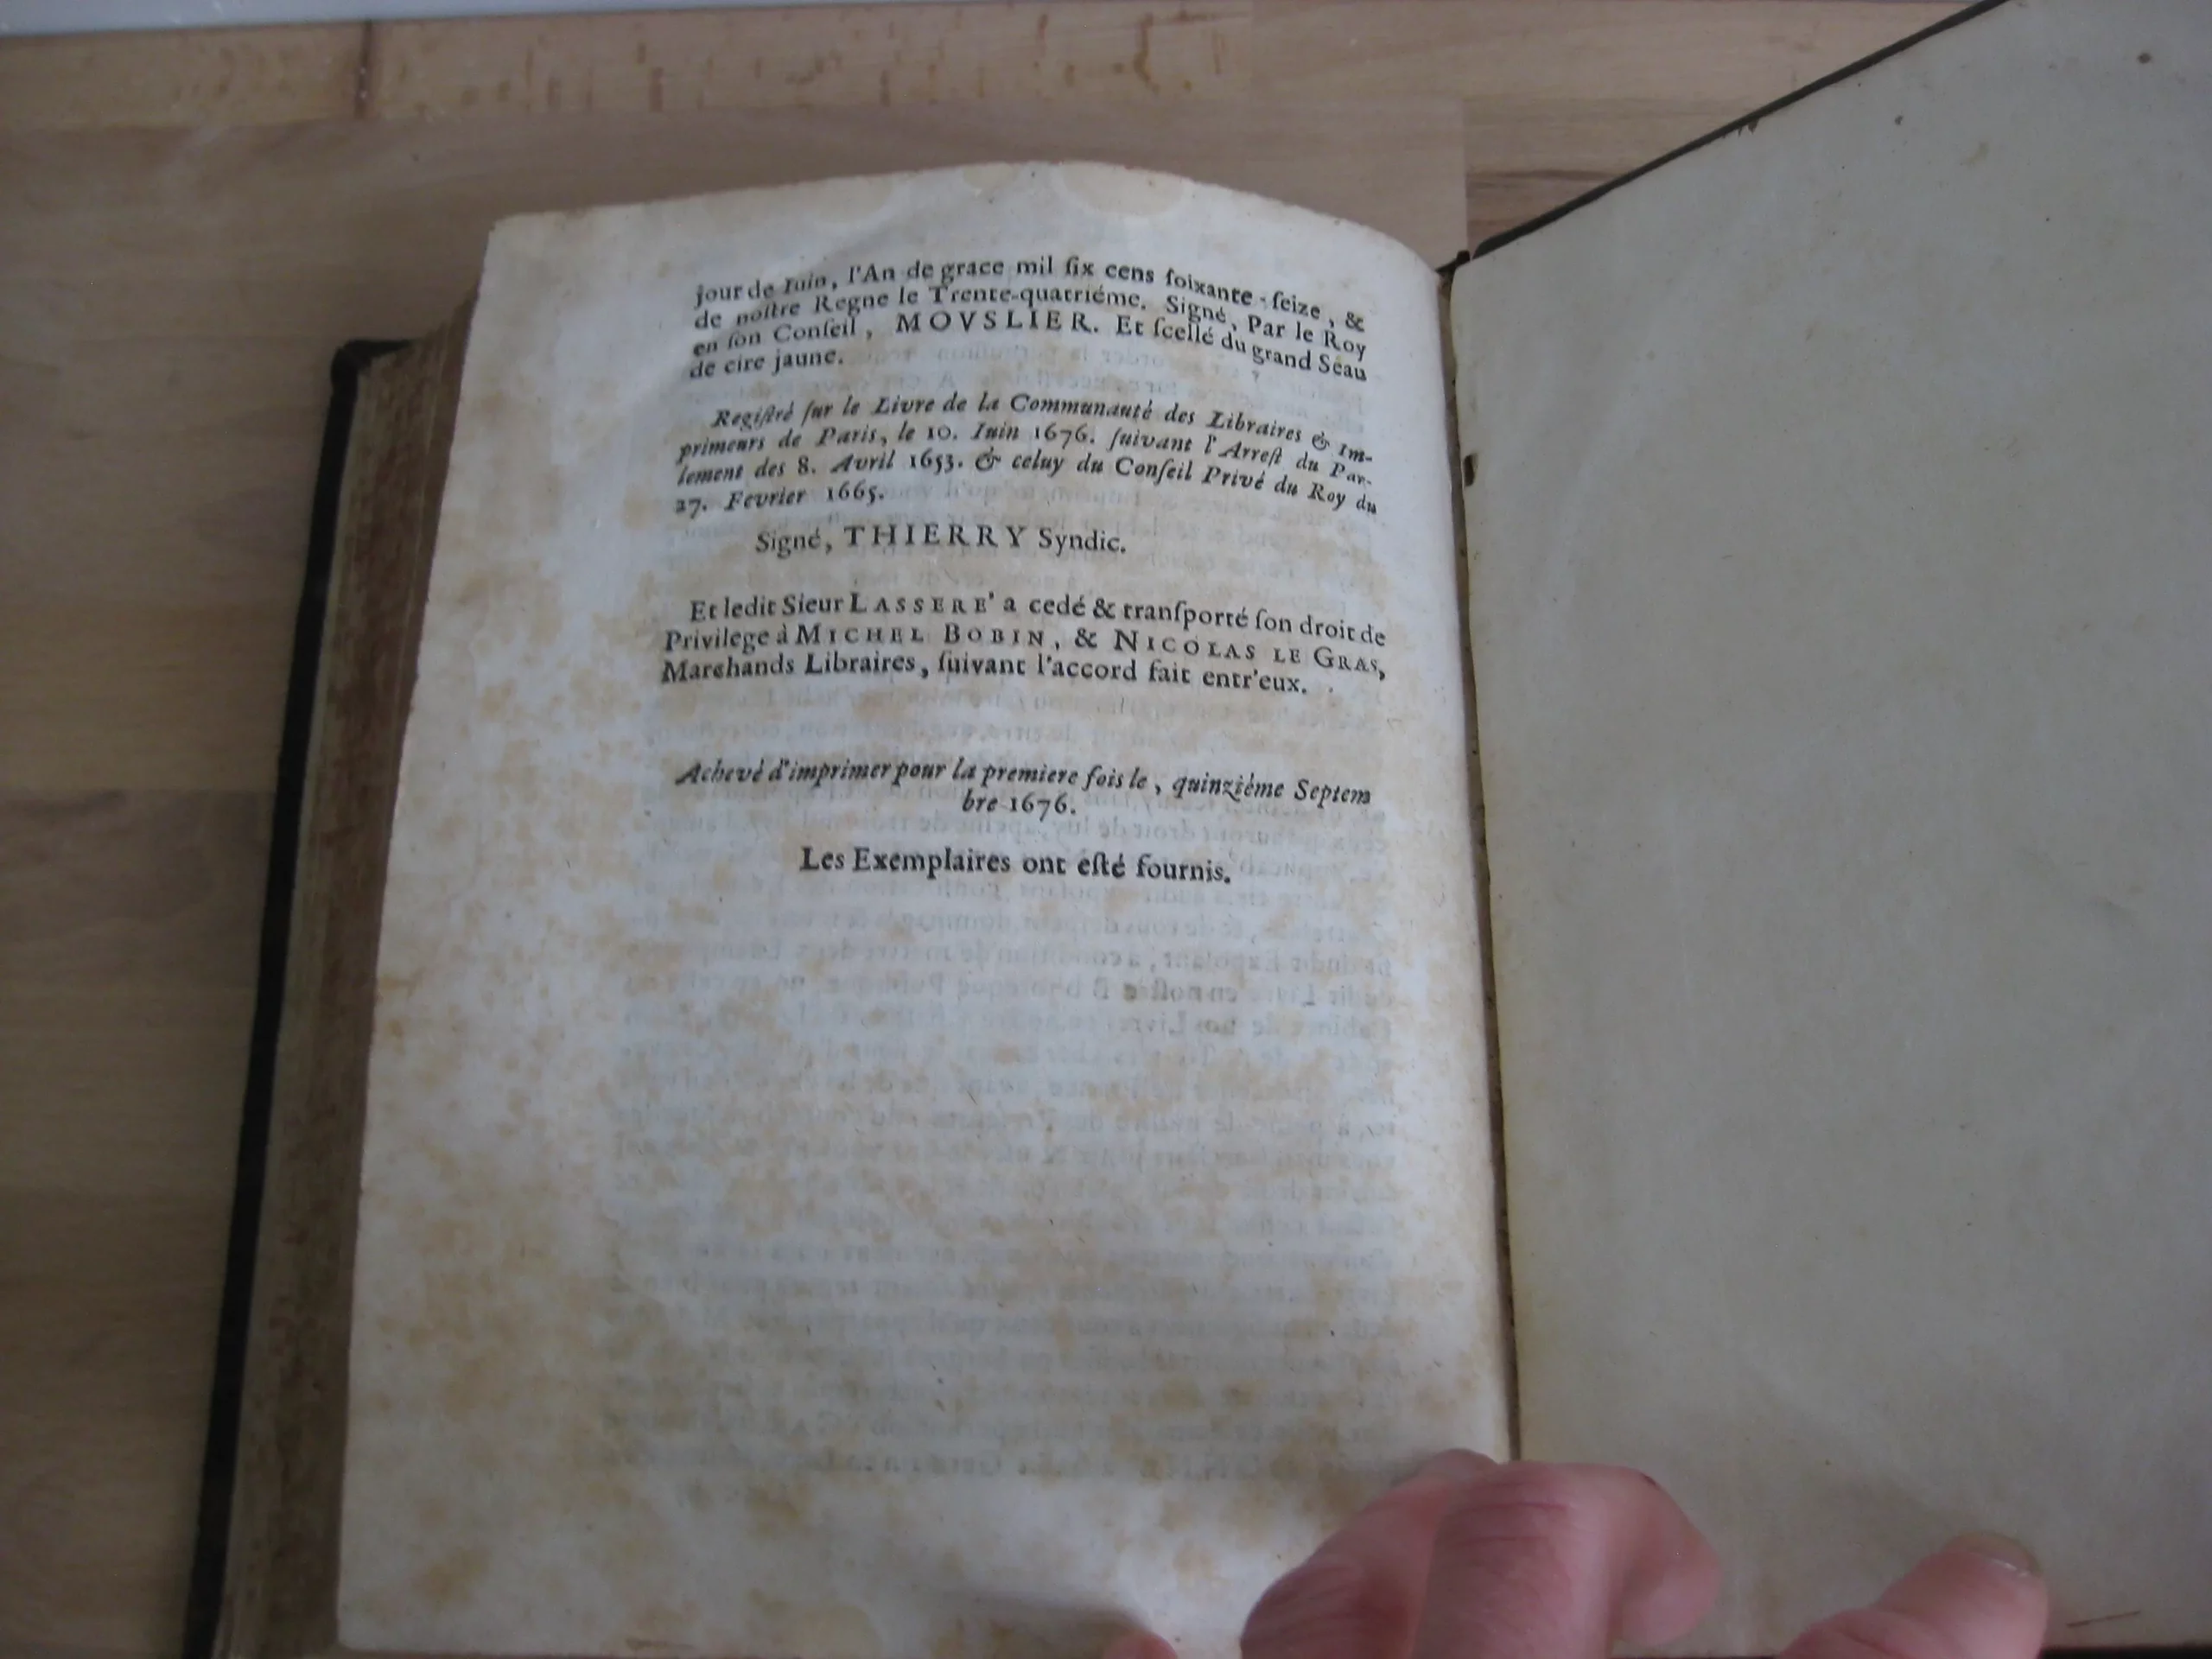 jour de Iuin, l'An de grace mil ſix cens ſoixante-ſeize, &
de noſtre Regne le Trente-quatriéme. Signé, Par le Roy
en ſon Conſeil, MOVSLIER. Et ſcellé du grand Seau
de cire jaune.
Regiſtré ſur le Livre de la Communauté des Libraires & Im-
primeurs de Paris, le 10. Iuin 1676. ſuivant l'Arreſt du Par-
lement des 8. Avril 1653. & celuy du Conſeil Privé du Roy du
27. Fevrier 1665.
Signé, THIERRY Syndic.
Et ledit Sieur LASSERE' a cedé & tranſporté ſon droit de
Privilege à MICHEL BOBIN, & NICOLAS LE GRAS,
Marchands Libraires, ſuivant l'accord fait entr'eux.
Achevé d'imprimer pour la premiere fois le, quinziéme Septem
bre 1676.
Les Exemplaires ont eſté fournis.